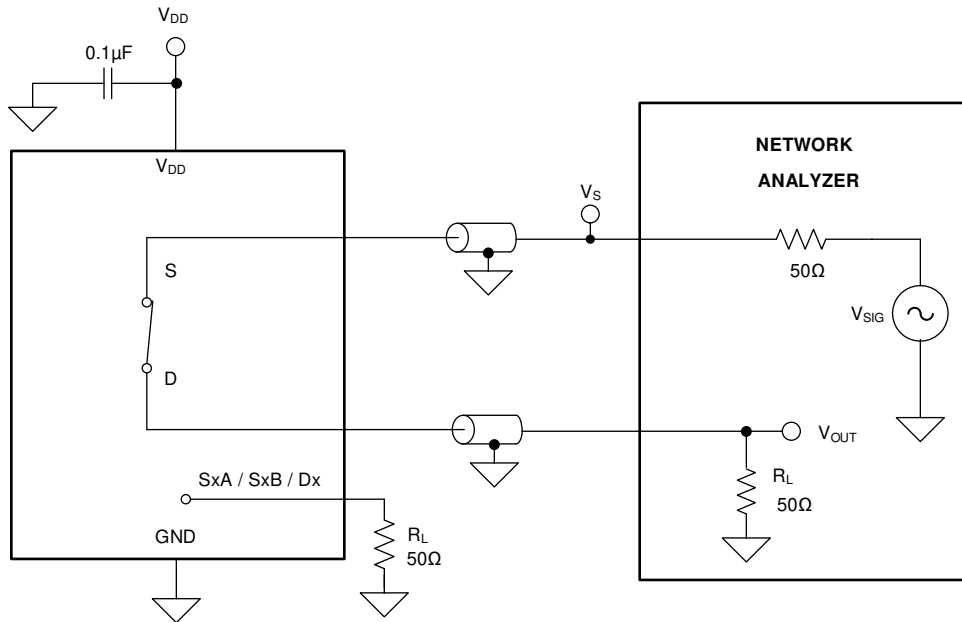 VDD
0.1µF
VDD
NETWORK
ANALYZER
VS
S
50Ω
VSIG
D
VOUT
SxA / SxB / Dx
RL
50Ω
GND
RL
50Ω